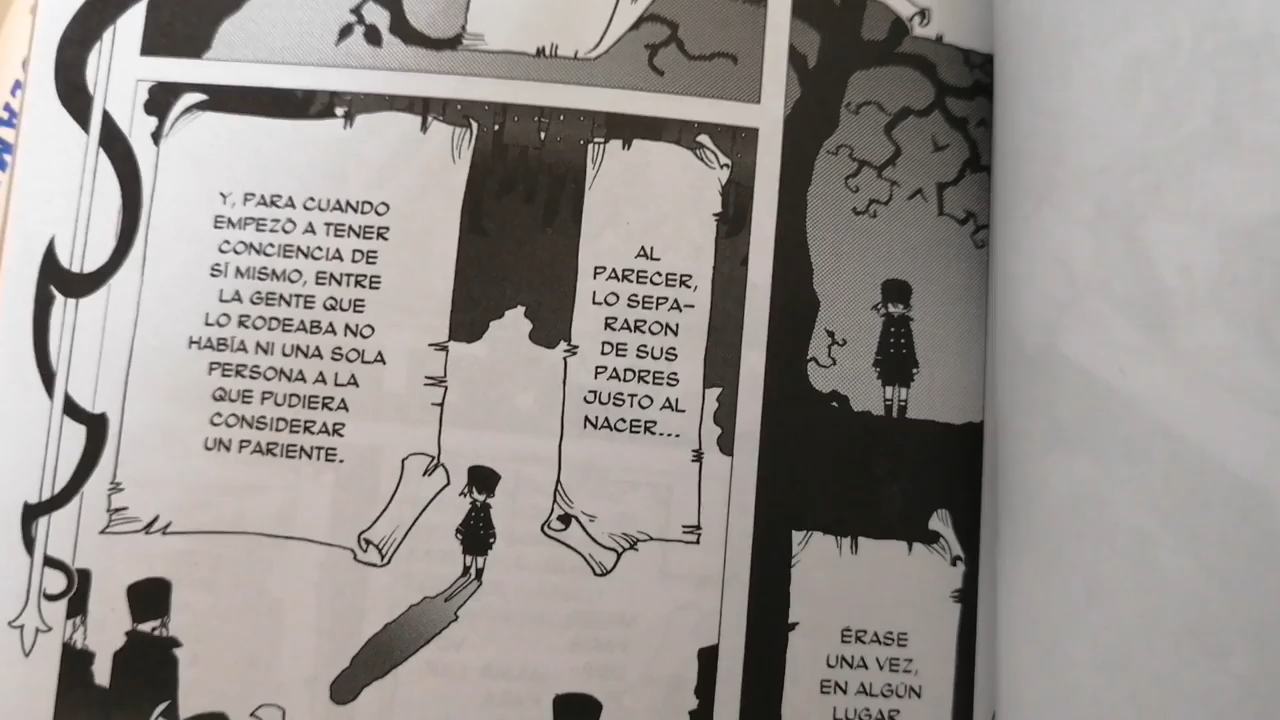 ÉRASE
UNA VEZ,
EN ALGÚN
LUGAR
AL
PARECER,
LO SEPA-
RARON
DE SUS
PADRES
JUSTO AL
NACER...
Y, PARA CUANDO
EMPEZÓ A TENER
CONCIENCIA DE
SÍ MISMO, ENTRE
LA GENTE QUE
LO RODEABA NO
HABÍA NI UNA SOLA
PERSONA A LA
QUE PUDIERA
CONSIDERAR
UN PARIENTE.